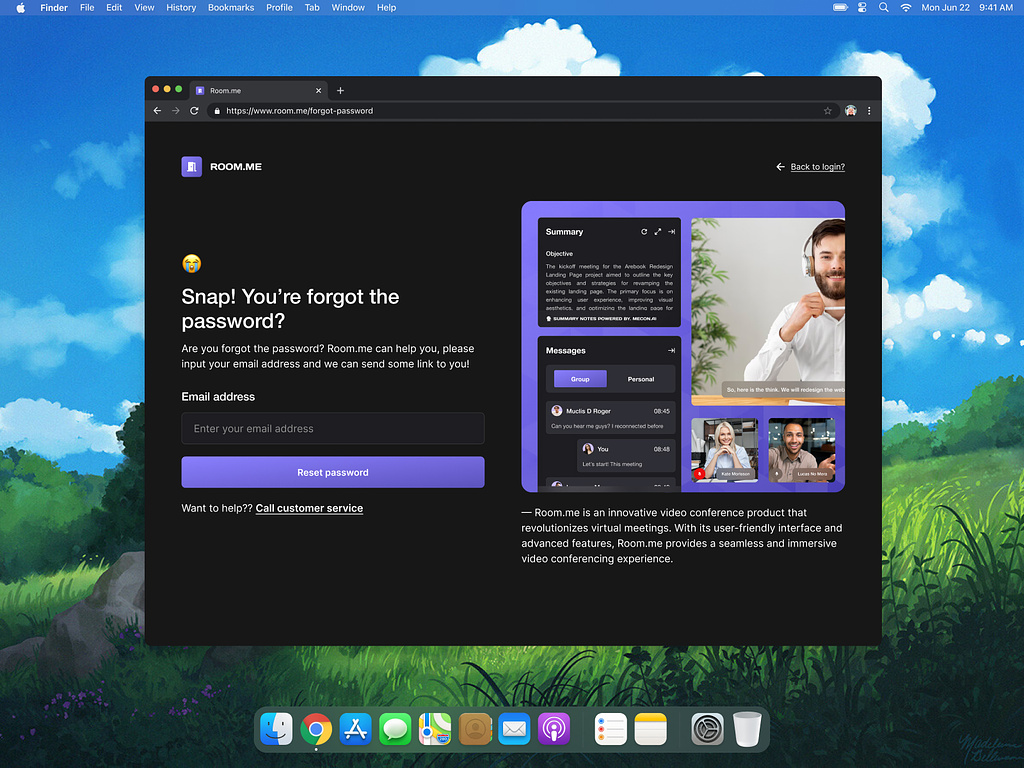 Finder File Edit View History Bookmarks Profile Tab Window Help Mon Jun 22 9:41 AM
Room.me
https://www.room.me/forgot-password
ROOM.ME
Back to login?
Snap! You’re forgot the
password?
Are you forgot the password? Room.me can help you, please
input your email address and we can send some link to you!
Email address
Enter your email address
Reset password
Want to help?? Call customer service
Summary
Objective
The kickoff meeting for the Arebook Redesign
Landing Page project aimed to outline the key
objectives and strategies for revamping the
existing landing page. The primary focus is on
enhancing user experience, improving visual
aesthetics, and optimizing the landing page for
SUMMARY NOTES POWERED BY. MECON.AI
Messages
Group Personal
Muclis D Roger 08:45
Can you hear me guys? I reconnected before
You 08:48
Let's start! This meeting
So, here is the think. We will redesign the web
Kate Morisson
Lucas No Mera
— Room.me is an innovative video conference product that
revolutionizes virtual meetings. With its user-friendly interface and
advanced features, Room.me provides a seamless and immersive
video conferencing experience.